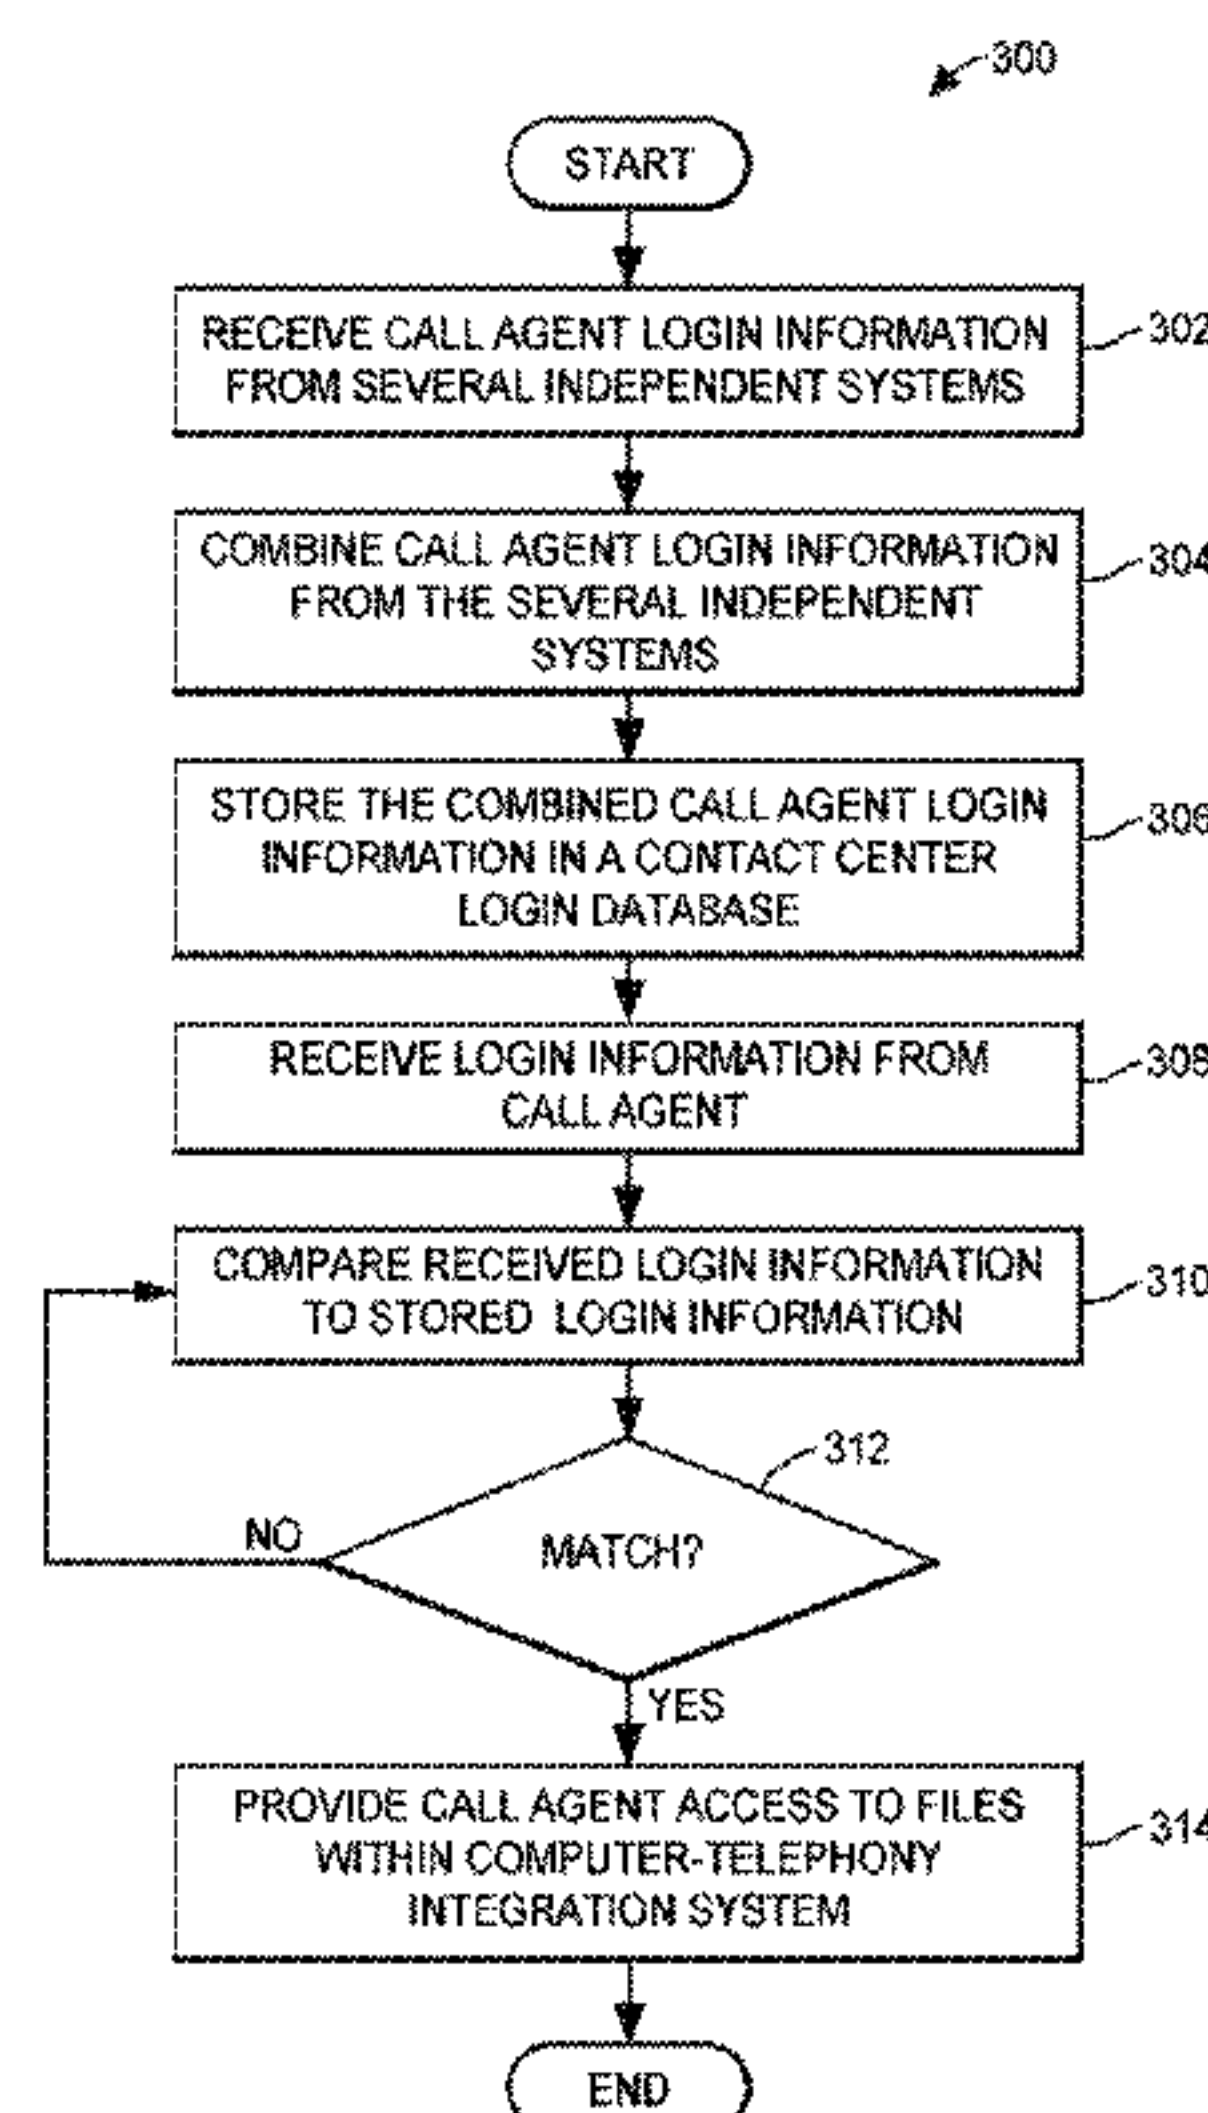 300
START
RECEIVE CALL AGENT LOGIN INFORMATION
FROM SEVERAL INDEPENDENT SYSTEMS
302
COMBINE CALL AGENT LOGIN INFORMATION
FROM THE SEVERAL INDEPENDENT
SYSTEMS
304
STORE THE COMBINED CALL AGENT LOGIN
INFORMATION IN A CONTACT CENTER
LOGIN DATABASE
306
RECEIVE LOGIN INFORMATION FROM
CALL AGENT
308
COMPARE RECEIVED LOGIN INFORMATION
TO STORED LOGIN INFORMATION
310
312
NO
MATCH?
YES
PROVIDE CALL AGENT ACCESS TO FILES
WITHIN COMPUTER-TELEPHONY
INTEGRATION SYSTEM
314
END